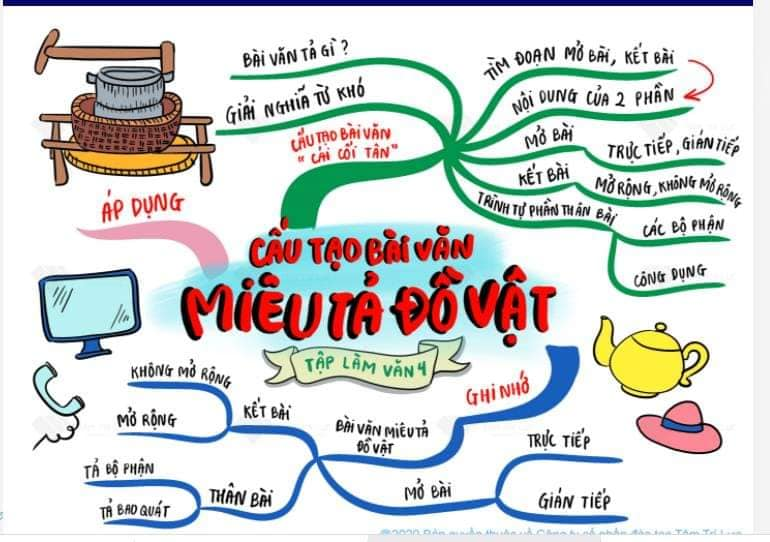 BÀI VĂN TẢ GÌ ?
GIẢI NGHĨA TỪ KHÓ
CẤU TẠO BÀI VĂN
" CÁI CỐI TÂN"
TÌM ĐOẠN MỞ BÀI, KẾT BÀI
NỘI DUNG CỦA 2 PHẦN
MỞ BÀI
TRỰC TIẾP, GIÁN TIẾP
KẾT BÀI
MỞ RỘNG, KHÔNG MỞ RỘNG
TRÌNH TỰ PHẦN THÂN BÀI
CÁC BỘ PHẬN
CÔNG DỤNG
ÁP DỤNG
CẤU TẠO BÀI VĂN
MIÊU TẢ ĐỒ VẬT
TẬP LÀM VĂN 4
GHI NHỚ
KHÔNG MỞ RỘNG
MỞ RỘNG
KẾT BÀI
BÀI VĂN MIÊU TẢ
ĐỒ VẬT
TẢ BỘ PHẬN
TẢ BAO QUÁT
THÂN BÀI
MỞ BÀI
TRỰC TIẾP
GIÁN TIẾP